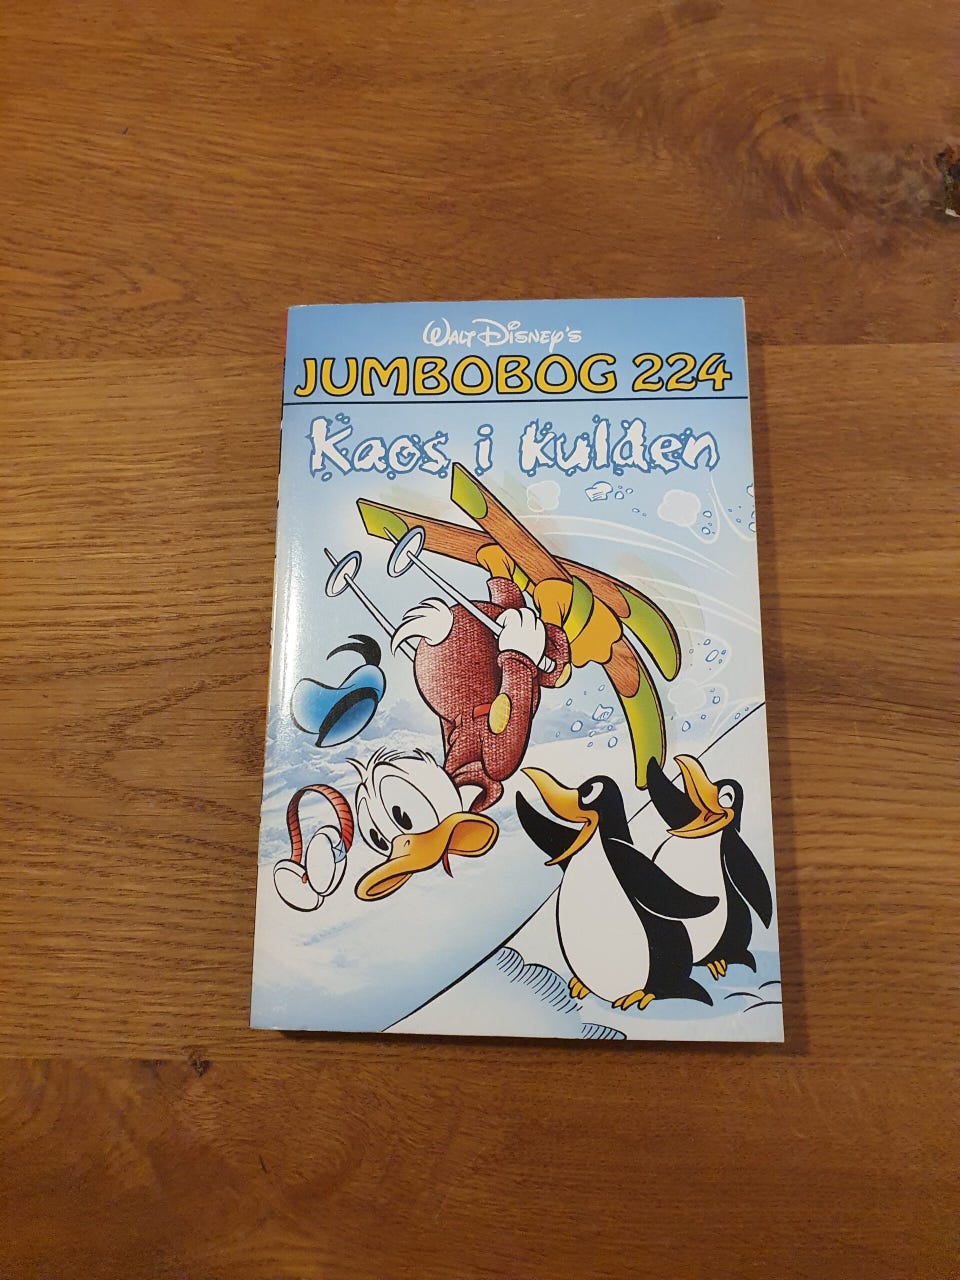 Walt Disney's
JUMBOBOG 224
Kaos i kulden